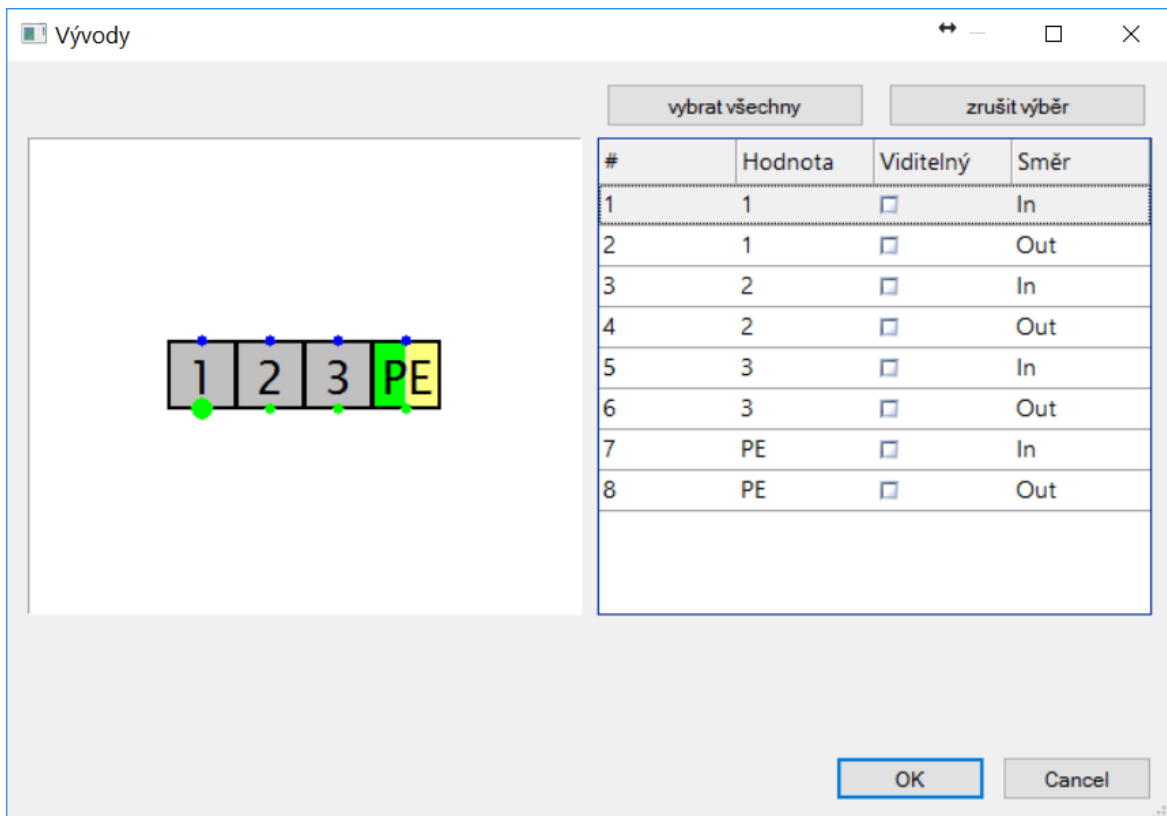 Vývody
vybrat všechny zrušit výběr
# Hodnota Viditelný Směr
1 1 In
2 1 Out
3 2 In
4 2 Out
5 3 In
6 3 Out
7 PE In
8 PE Out
1 2 3 PE
OK Cancel